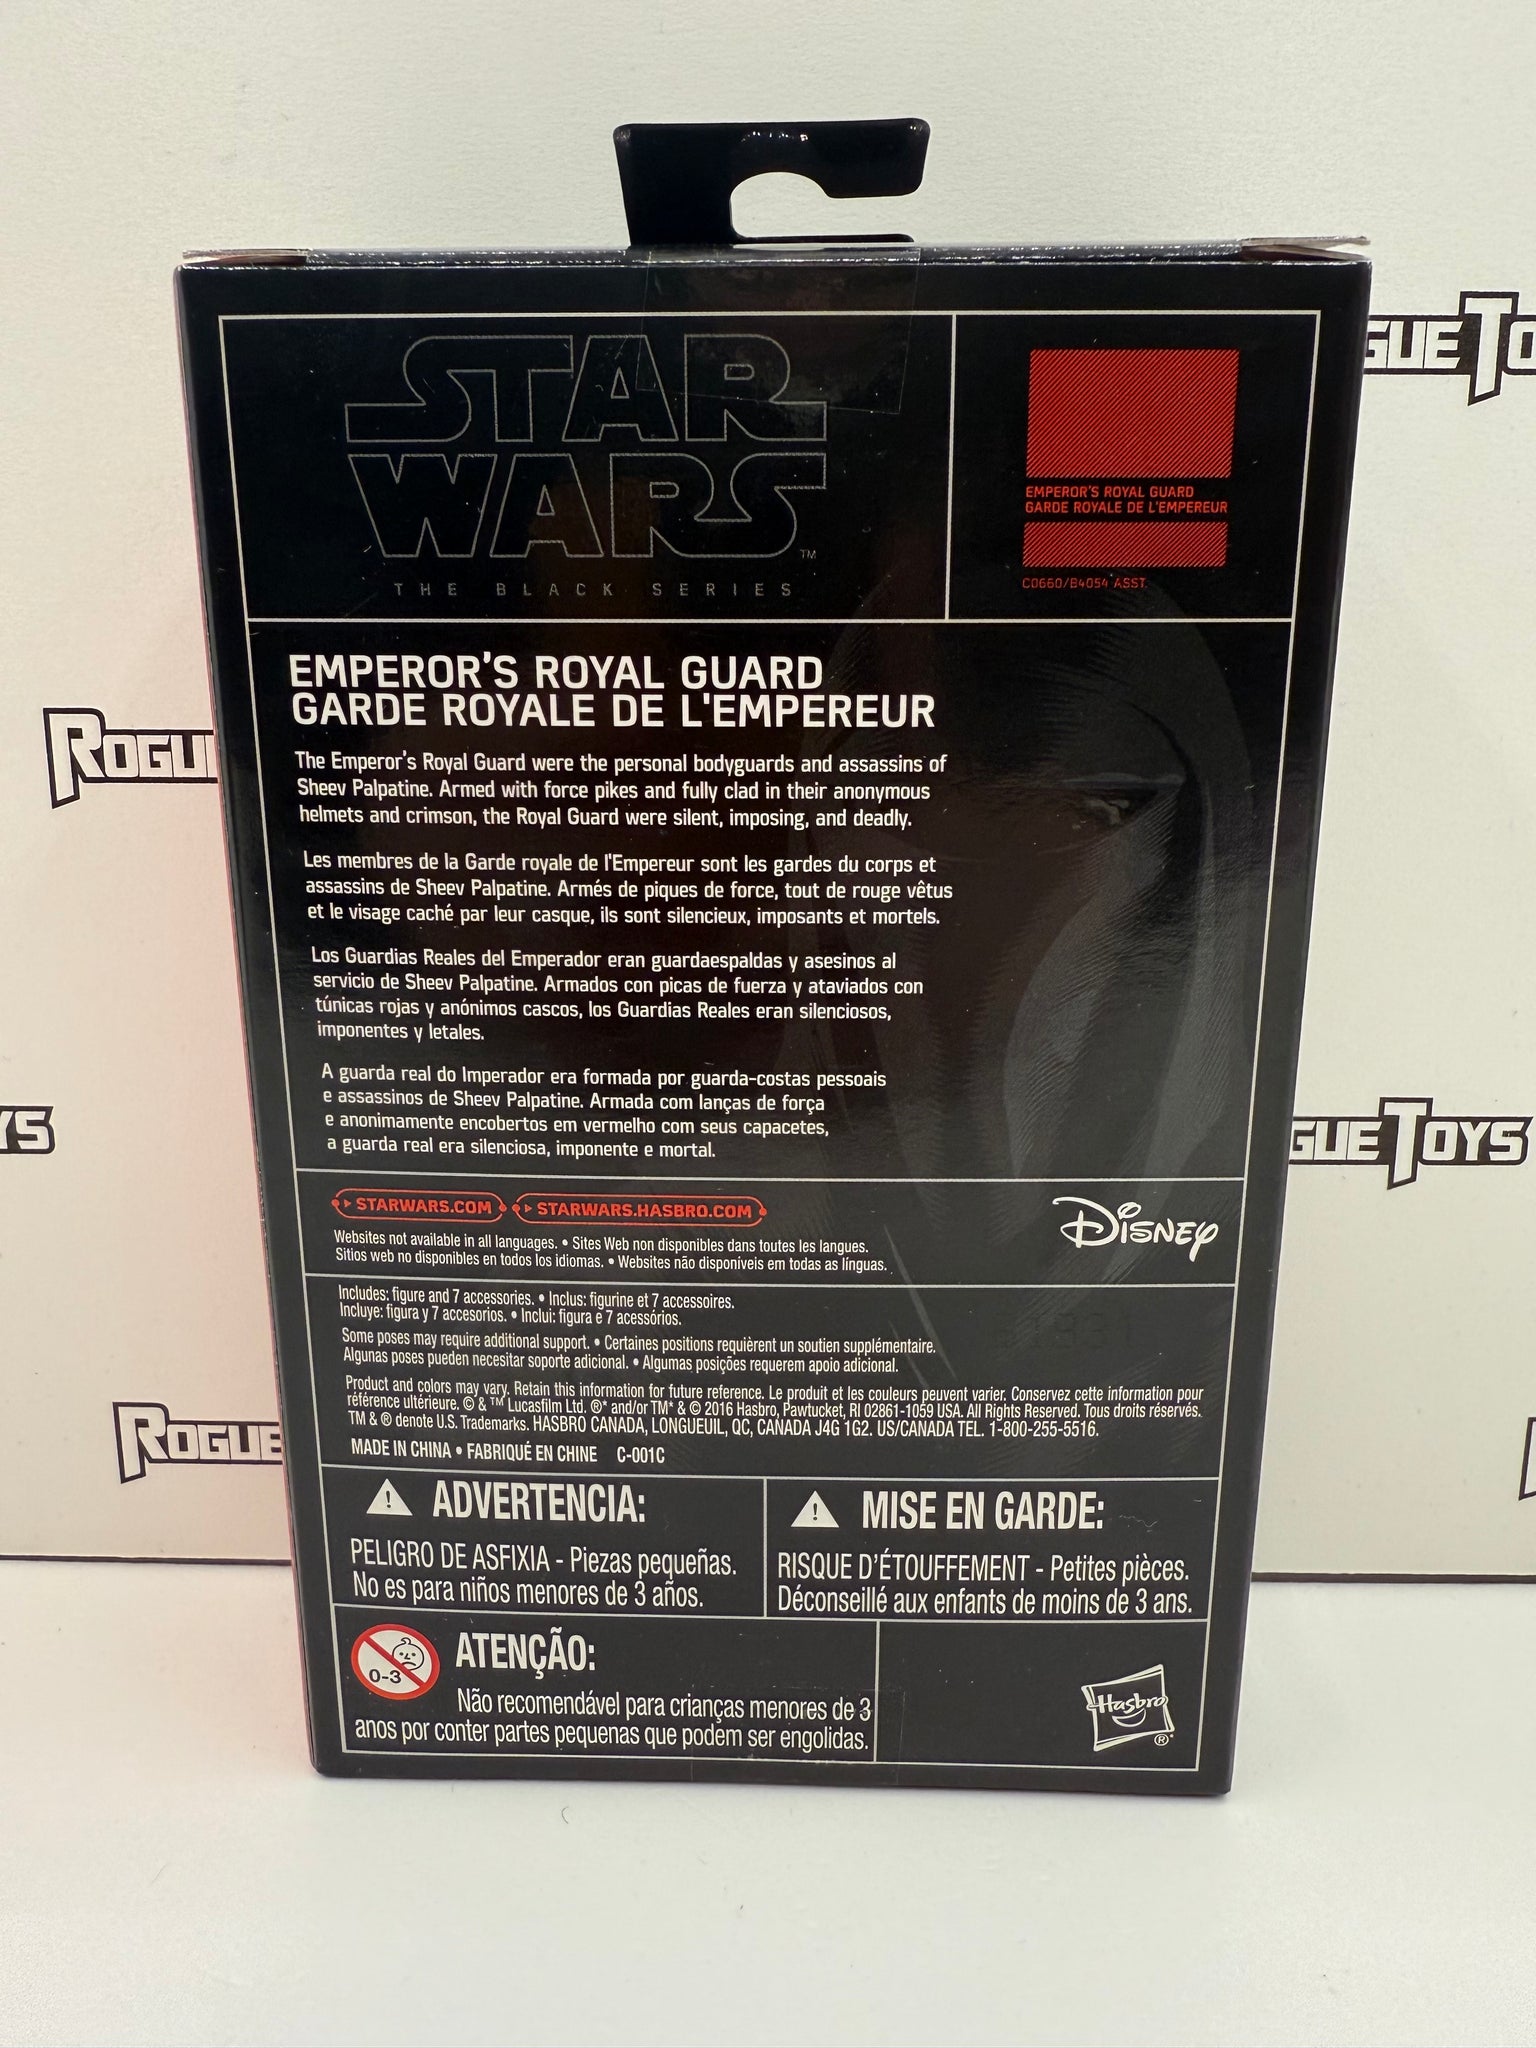 STAR
WARS
TM
THE BLACK SERIES
EMPEROR'S ROYAL GUARD
GARDE ROYALE DE L'EMPEREUR
C0660/B4054 ASST.
EMPEROR'S ROYAL GUARD
GARDE ROYALE DE L'EMPEREUR
The Emperor's Royal Guard were the personal bodyguards and assassins of
Sheev Palpatine. Armed with force pikes and fully clad in their anonymous
helmets and crimson, the Royal Guard were silent, imposing, and deadly.
Les membres de la Garde royale de l'Empereur sont les gardes du corps et
assassins de Sheev Palpatine. Armés de piques de force, tout de rouge vêtus
et le visage caché par leur casque, ils sont silencieux, imposants et mortels.
Los Guardias Reales del Emperador eran guardaespaldas y asesinos al
servicio de Sheev Palpatine. Armados con picas de fuerza y ataviados con
túnicas rojas y anónimos cascos, los Guardias Reales eran silenciosos,
imponentes y letales.
A guarda real do Imperador era formada por guarda-costas pessoais
e assassinos de Sheev Palpatine. Armada com lanças de força
e anonimamente encobertos em vermelho com seus capacetes,
a guarda real era silenciosa, imponente e mortal.
STARWARS.COM STARWARS.HASBRO.COM
Websites not available in all languages. • Sites Web non disponibles dans toutes les langues.
Sitios web no disponibles en todos los idiomas. • Websites não disponíveis em todas as línguas.
Disney
Includes: figure and 7 accessories. • Inclus: figurine et 7 accessoires.
Incluye: figura y 7 accesorios. • Inclui: figura e 7 acessórios.
Some poses may require additional support. • Certaines positions requièrent un soutien supplémentaire.
Algunas poses pueden necesitar soporte adicional. • Algumas posições requerem apoio adicional.
Product and colors may vary. Retain this information for future reference. Le produit et les couleurs peuvent varier. Conservez cette information pour
référence ultérieure. © & ™ Lucasfilm Ltd. ®* and/or TM* & © 2016 Hasbro, Pawtucket, RI 02861-1059 USA. All Rights Reserved. Tous droits réservés.
TM & ® denote U.S. Trademarks. HASBRO CANADA, LONGUEUIL, QC, CANADA J4G 1G2. US/CANADA TEL. 1-800-255-5516.
MADE IN CHINA • FABRIQUÉ EN CHINE C-001C
ADVERTENCIA:
PELIGRO DE ASFIXIA - Piezas pequeñas.
No es para niños menores de 3 años.
MISE EN GARDE:
RISQUE D'ÉTOUFFEMENT - Petites pièces.
Déconseillé aux enfants de moins de 3 ans.
0-3
ATENÇÃO:
Não recomendável para crianças menores de 3
anos por conter partes pequenas que podem ser engolidas.
Hasbro
®*
GUE TO
ROGU
YS
GUE TOYS
ROGUE